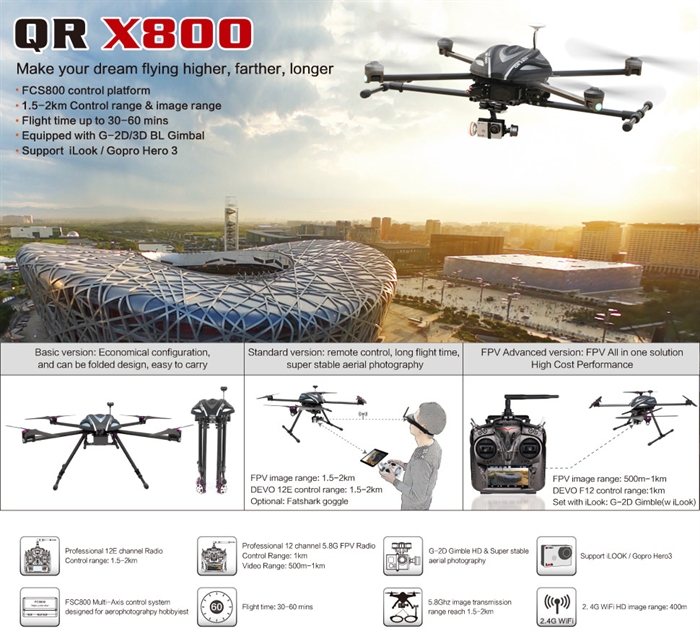 QR X800
Make your dream flying higher, farther, longer
FCS800 control platform
1.5-2km Control range & image range
Flight time up to 30-60 mins
Equipped with G-2D/3D BL Gimbal
Support iLook / Gopro Hero 3
Basic version: Economical configuration,
and can be folded design, easy to carry
Standard version: remote control, long flight time,
super stable aerial photography
FPV Advanced version: FPV All in one solution
High Cost Performance
FPV image range: 1.5-2km
DEVO 12E control range: 1.5-2km
Optional: Fatshark goggle
FPV image range: 500m-1km
DEVO F12 control range:1km
Set with iLook: G-2D Gimble(w iLook)
Professional 12E channel Radio
Control range: 1.5-2km
Professional 12 channel 5.8G FPV Radio
Control Range: 1km
Video Range: 500m-1km
G-2D Gimble HD & Super stable
aerial photography
Support iLOOK / Gopro Hero3
FSC800 Multi-Axis control system
designed for aerophotograhpy hobbyiest
60
Flight time: 30-60 mins
5.8Ghz image transmission
range reach 1.5-2km
2.4G WiFi
2. 4G WiFi HD image range: 400m